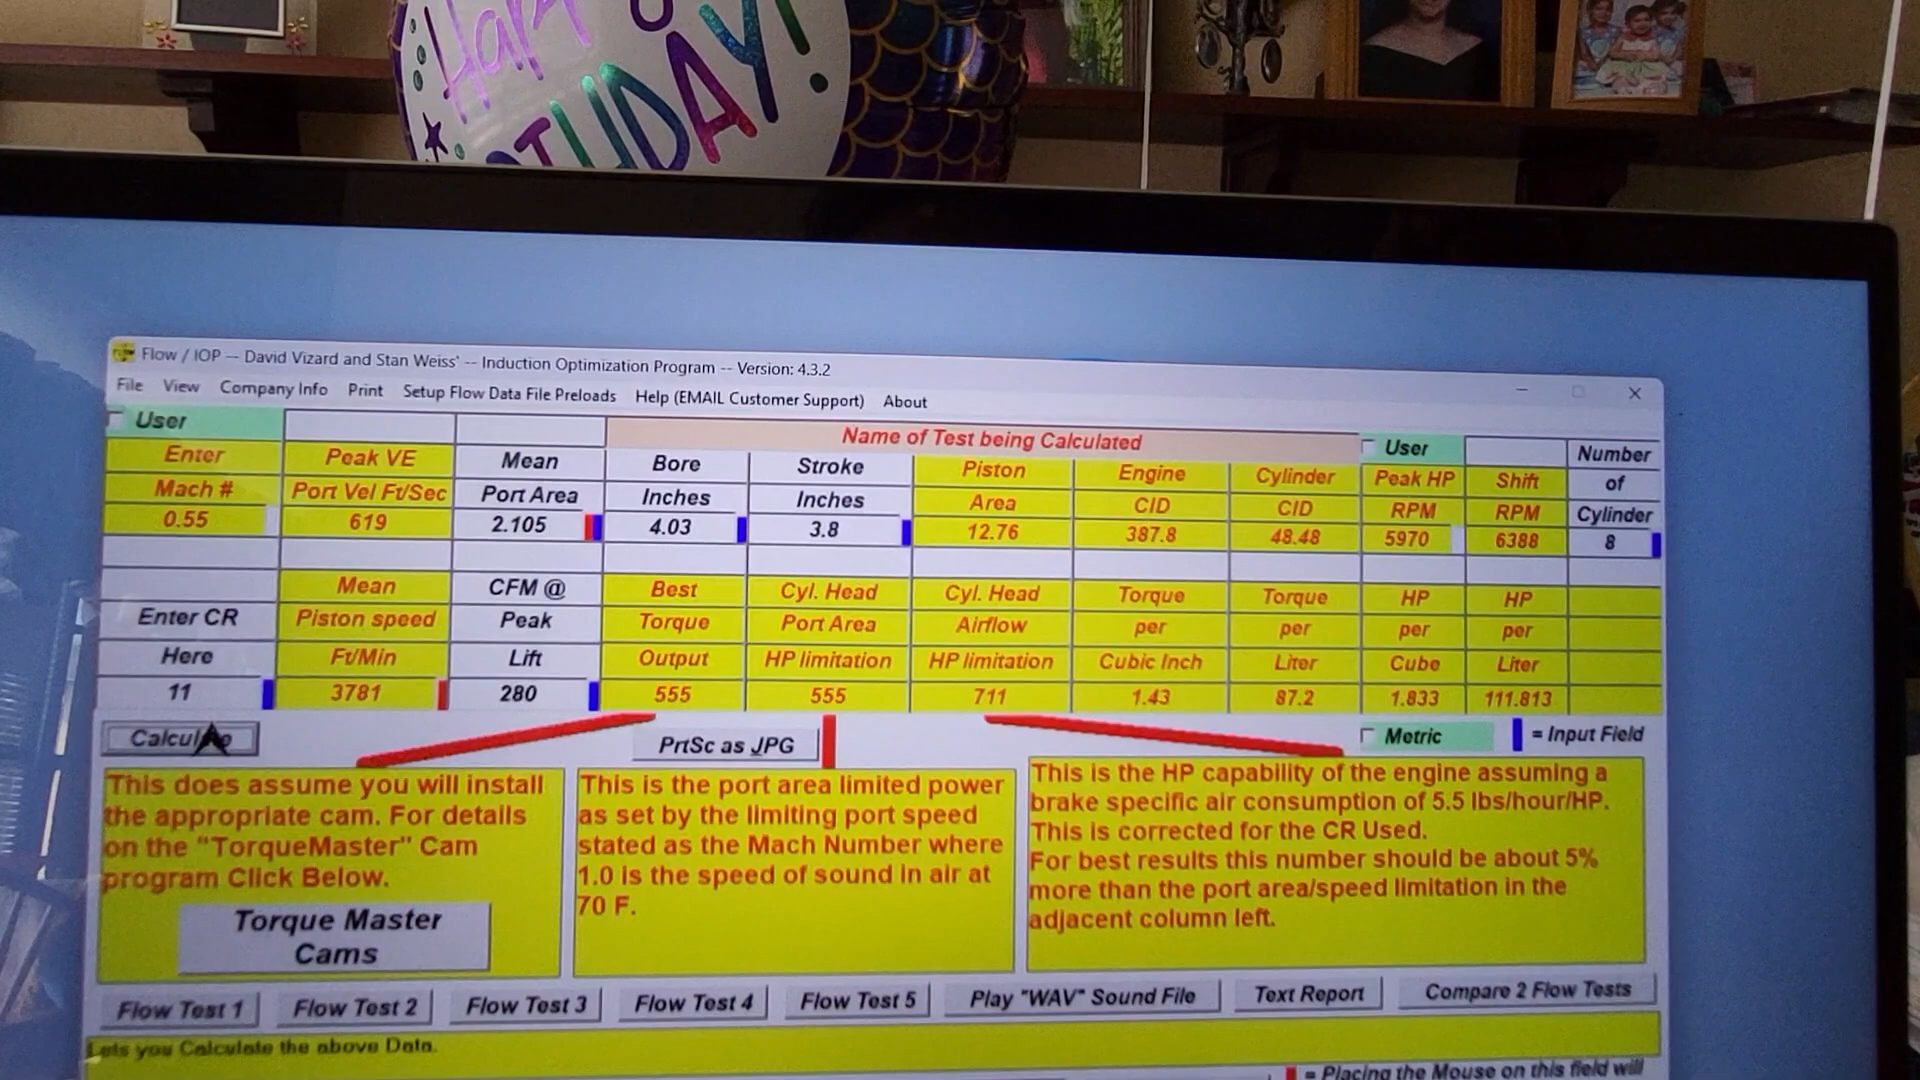 BIRTHDAY!
Flow / IOP -- David Vizard and Stan Weiss' -- Induction Optimization Program -- Version: 4.3.2
File View Company Info Print Setup Flow Data File Preloads Help (EMAIL Customer Support) About
User
Name of Test being Calculated
User
Enter Mach # 0.55
Peak VE Port Vel Ft/Sec 619
Mean Port Area 2.105
Bore Inches 4.03
Stroke Inches 3.8
Piston Area 12.76
Engine CID 387.8
Cylinder CID 48.48
Peak HP RPM 5970
Shift RPM 6388
Number of Cylinder 8
Enter CR Here 11
Mean Piston speed Ft/Min 3781
CFM @ Peak Lift 280
Best Torque Output 555
Cyl. Head Port Area HP limitation 555
Cyl. Head Airflow HP limitation 711
Torque per Cubic Inch 1.43
Torque per Liter 87.2
HP per Cube 1.833
HP per Liter 111.813
Calculate
PrtSc as JPG
Metric
= Input Field
This does assume you will install
the appropriate cam. For details
on the "TorqueMaster" Cam
program Click Below.
Torque Master
Cams
This is the port area limited power
as set by the limiting port speed
stated as the Mach Number where
1.0 is the speed of sound in air at
70 F.
This is the HP capability of the engine assuming a
brake specific air consumption of 5.5 lbs/hour/HP.
This is corrected for the CR Used.
For best results this number should be about 5%
more than the port area/speed limitation in the
adjacent column left.
Flow Test 1 Flow Test 2 Flow Test 3 Flow Test 4 Flow Test 5 Play "WAV" Sound File Text Report Compare 2 Flow Tests
Lets you Calculate the above Data.
= Placing the Mouse on this field will